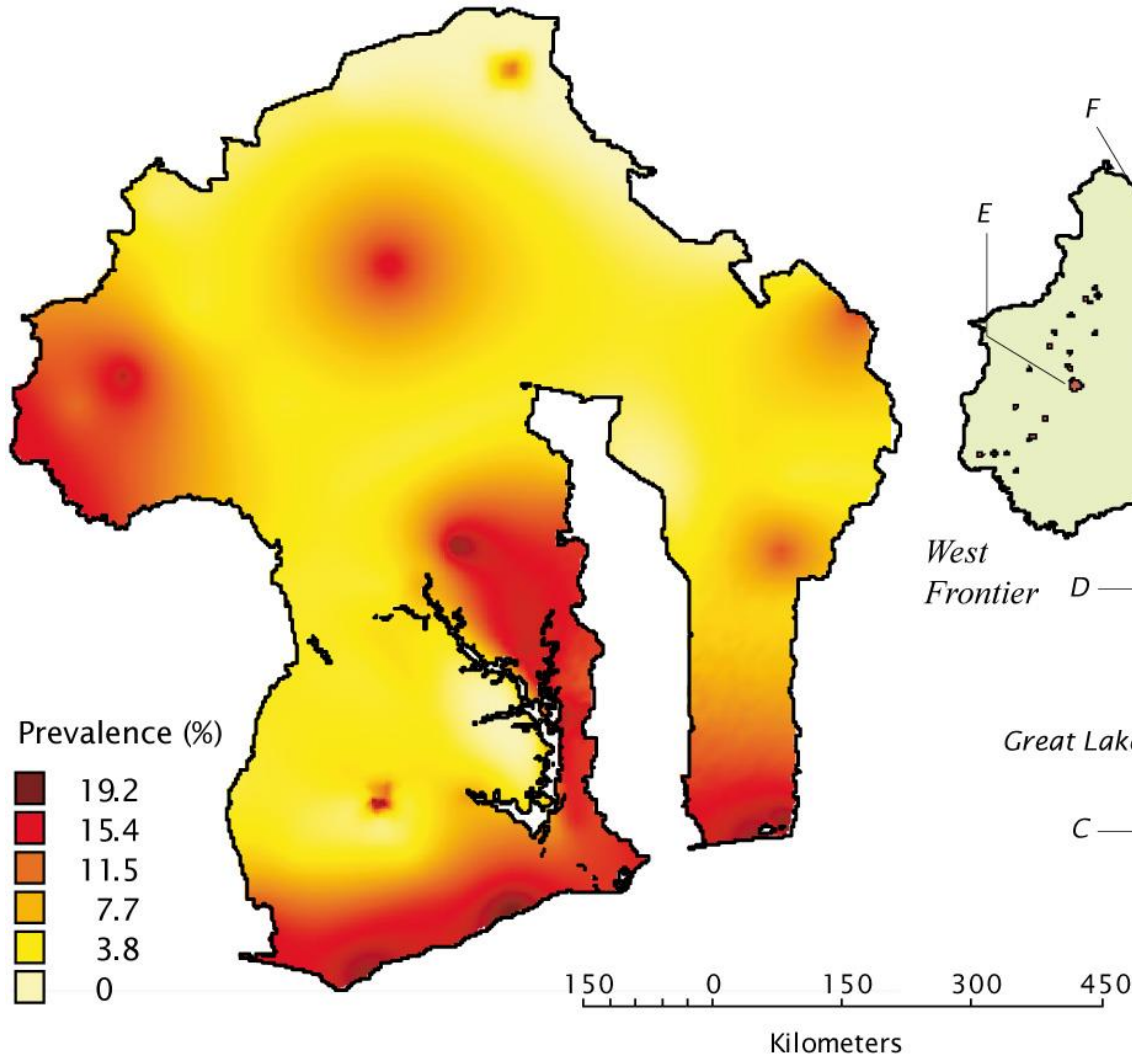 F
E
West
Frontier
D
Great Lake
C
Prevalence (%)
19.2
15.4
11.5
7.7
3.8
0
150 0 150 300 450
Kilometers